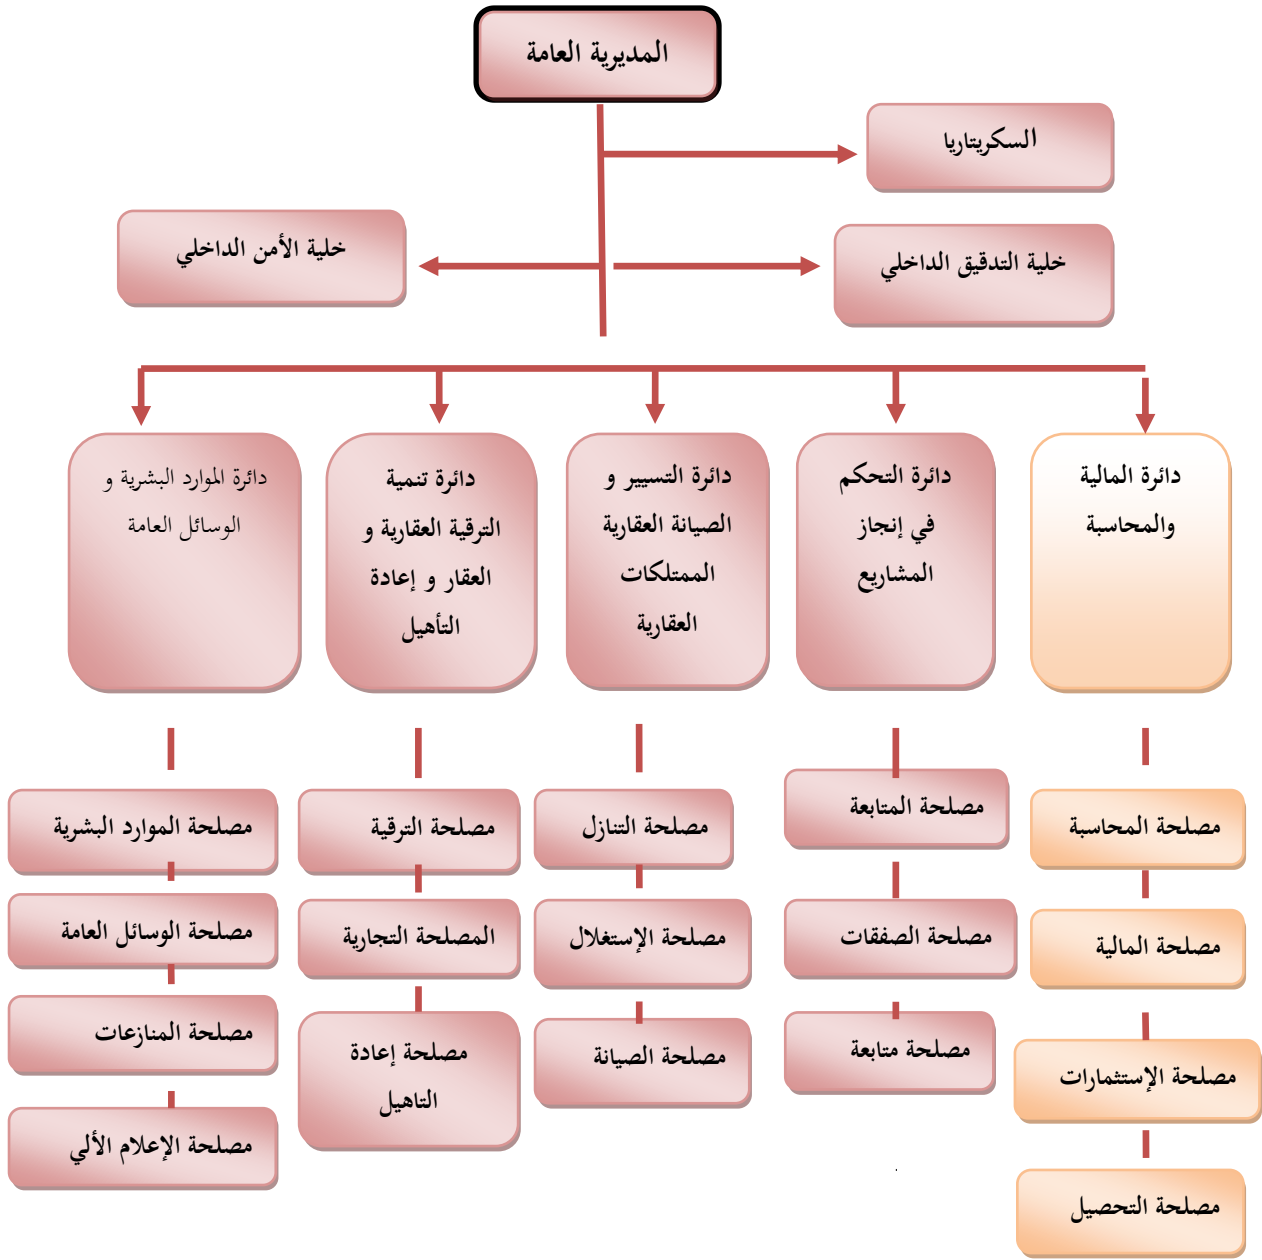 المديرية العامة
السكريتاريا
خلية التدقيق الداخلي
خلية الأمن الداخلي
دائرة المالية
والمحاسبة
دائرة التحكم
في إنجاز
المشاريع
دائرة التسيير و
الصيانة العقارية
الممتلكات
العقارية
دائرة تنمية
الترقية العقارية و
العقار و إعادة
التأهيل
دائرة الموارد البشرية و
الوسائل العامة
مصلحة المحاسبة
مصلحة المالية
مصلحة الإستثمارات
مصلحة التحصيل
مصلحة المتابعة
مصلحة الصفقات
مصلحة متابعة
مصلحة التنازل
مصلحة الإستغلال
مصلحة الصيانة
مصلحة الترقية
المصلحة التجارية
مصلحة إعادة
التاهيل
مصلحة الموارد البشرية
مصلحة الوسائل العامة
مصلحة المنازعات
مصلحة الإعلام الألي